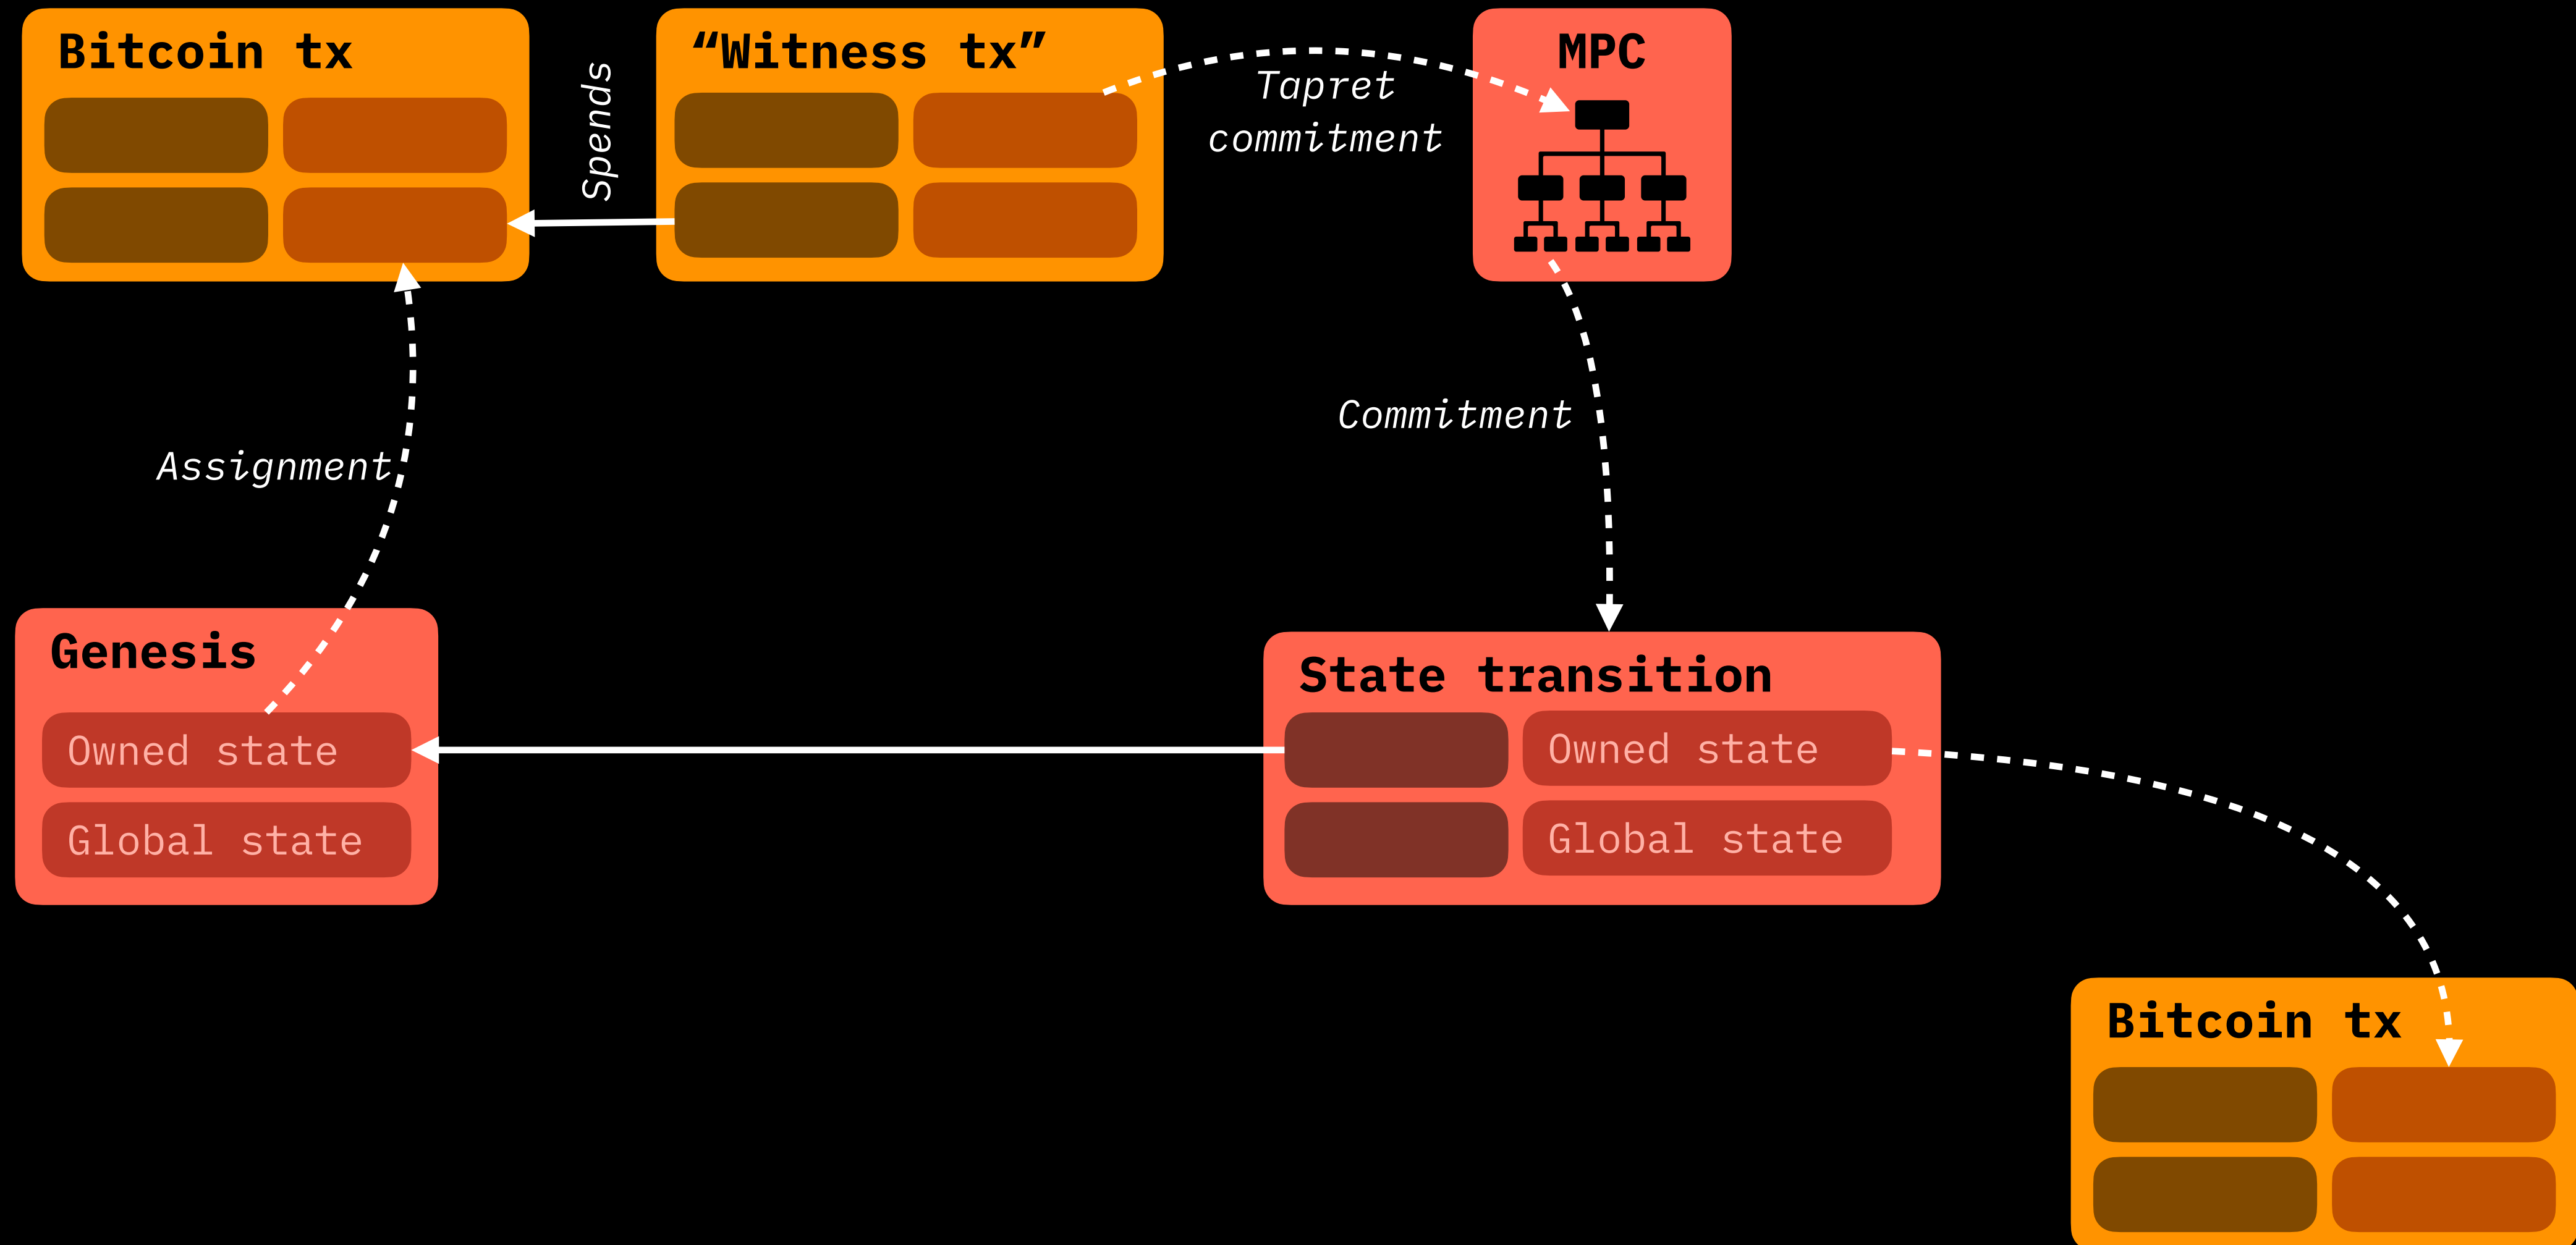 Bitcoin tx
Spends
“Witness tx”
Tapret
commitment
MPC
Assignment
Commitment
Genesis
Owned state
Global state
State transition
Owned state
Global state
Bitcoin tx